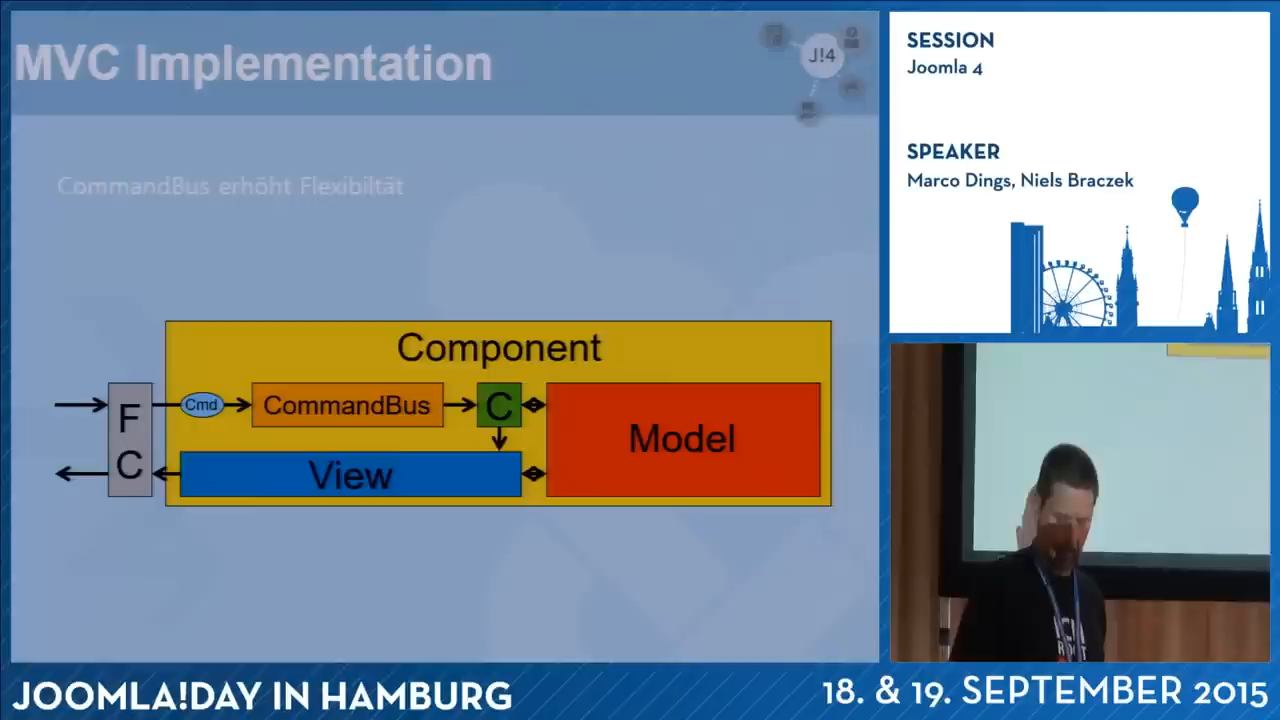 MVC Implementation
J!4
CommandBus erhöht Flexibiltät
Component
F
C
Cmd
CommandBus
C
View
Model
SESSION
Joomla 4
SPEAKER
Marco Dings, Niels Braczek
JOOMLA!DAY IN HAMBURG
18. & 19. SEPTEMBER 2015